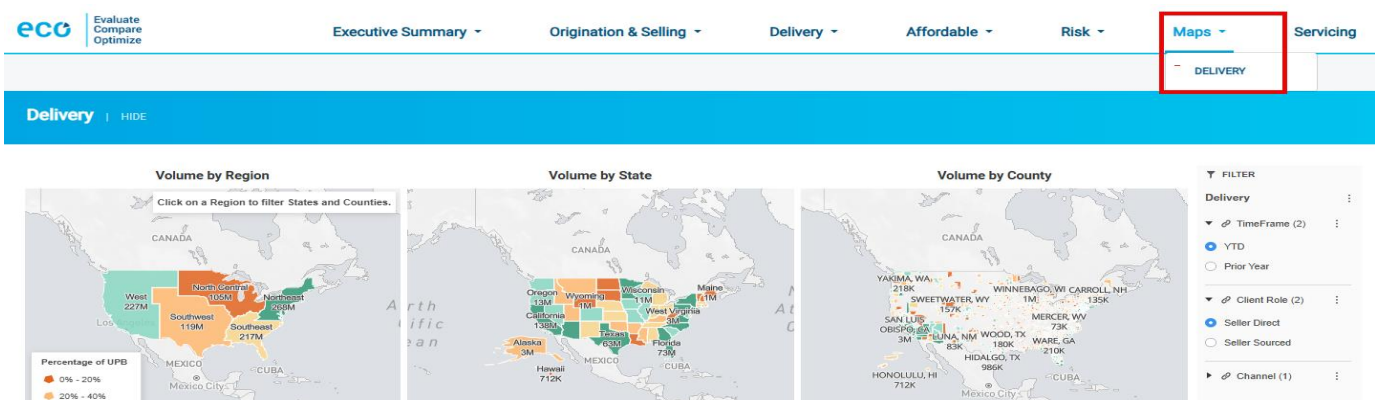 eco
Evaluate
Compare
Optimize
Executive Summary
Origination & Selling
Delivery
Affordable
Risk
Maps
Servicing
DELIVERY
Delivery | HIDE
Volume by Region
Click on a Region to filter States and Counties.
CANADA
North Central
105M
West
227M
Northeast
268M
Southwest
119M
Southeast
217M
MEXICO
CUBA
Mexico City
Percentage of UPB
0% - 20%
20% - 40%
Volume by State
CANADA
Oregon
13M
Wyoming
1M
Wisconsin
11M
Maine
1M
California
138M
West Virginia
3M
Texas
63M
Alaska
3M
Florida
73M
Hawaii
712K
MEXICO
CUBA
Mexico City
Volume by County
CANADA
YAKIMA, WA
218K
WINNEBAGO, WI
1M
CARROLL, NH
135K
SWEETWATER, WY
157K
MERCER, WV
73K
SAN LUIS
OBISPO, CA
3M
LUNA, NM
83K
WOOD, TX
180K
WARE, GA
210K
HIDALGO, TX
986K
HONOLULU, HI
712K
CUBA
Mexico City
FILTER
Delivery
TimeFrame (2)
YTD
Prior Year
Client Role (2)
Seller Direct
Seller Sourced
Channel (1)